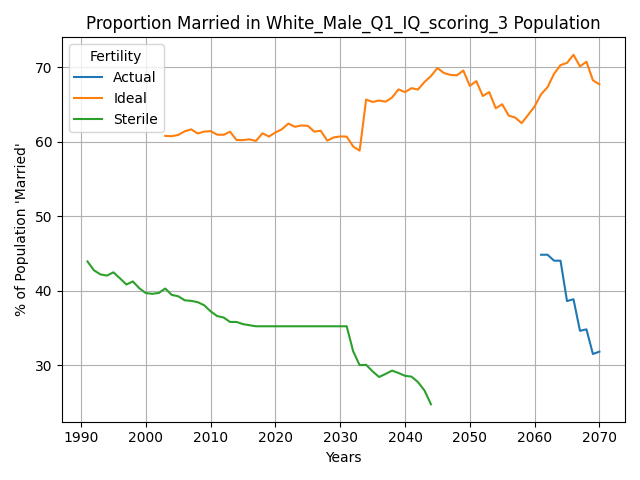 Proportion Married in White_Male_Q1_IQ_scoring_3 Population
Fertility
Actual
Ideal
Sterile
% of Population 'Married'
70
60
50
40
30
1990 2000 2010 2020 2030 2040 2050 2060 2070
Years